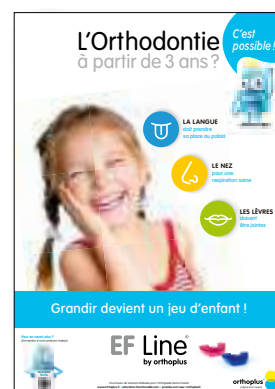 L'Orthodontie
à partir de 3 ans ?
C'est
possible !
LA LANGUE
doit prendre
sa place au palais
LE NEZ
pour une
respiration saine
LES LÈVRES
doivent
être jointes
Grandir devient un jeu d'enfant !
EF Line
by orthoplus
orthoplus